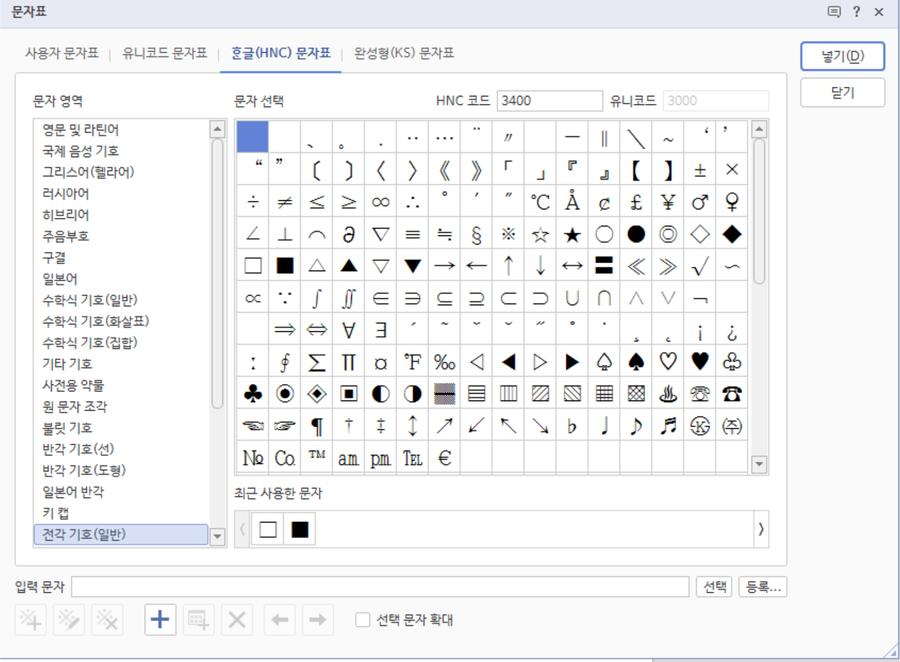 문자표
사용자 문자표 | 유니코드 문자표 | 훈글(HNC) 문자표 | 완성형(KS) 문자표
넣기(D)
닫기
문자 영역
문자 선택
HNC 코드 3400 유니코드 3000
영문 및 라틴어
국제 음성 기호
그리스어(헬라어)
러시아어
히브리어
주음부호
구결
일본어
수학식 기호(일반)
수학식 기호(화살표)
수학식 기호(집합)
기타 기호
사전용 약물
원 문자 조각
불릿 기호
반각 기호(선)
반각 기호(도형)
일본어 반각
키 캡
전각 기호(일반)
、 。 · ‥ … ¨ 〃 ― ∥ \ ~ ‘ ’
“ ” 〔 〕 〈 〉 《 》 「 」 『 』 【 】 ± ×
÷ ≠ ≤ ≥ ∞ ∴ ° ′ ″ ℃ Å ¢ £ ¥ ♂ ♀
∠ ⊥ ⌒ ∂ ▽ ≡ ≒ § ※ ☆ ★ ○ ● ◎ ◇ ◆
□ ■ △ ▲ ▽ ▼ → ← ↑ ↓ ↔ 〓 ≪ ≫ √ ∽
∝ ∵ ∫ ∬ ∈ ∋ ⊆ ⊇ ⊂ ⊃ ∪ ∩ ∧ ∨ ¬
⇒ ⇔ ∀ ∃ ´ ~ ˇ ˘ ˝ ˚ ˙ ¸ ˛ ¡ ¿
: ∮ ∑ ∏ ¤ ℉ ‰ ◁ ◀ ▷ ▶ ♤ ♠ ♡ ♥ ♧
♣ ◉ ◈ ▣ ◐ ◑ ▒ ▤ ▥ ▨ ▧ ▦ ▩ ♨ ☏ ☎
☜ ☞ ¶ † ‡ ↕ ↗ ↙ ↖ ↘ ♭ ♩ ♪ ♬ ㉿ ㈜
№ ㏇ ™ ㏂ ㏘ ℡ €
최근 사용한 문자
□ ■
입력 문자
선택
등록...
선택 문자 확대